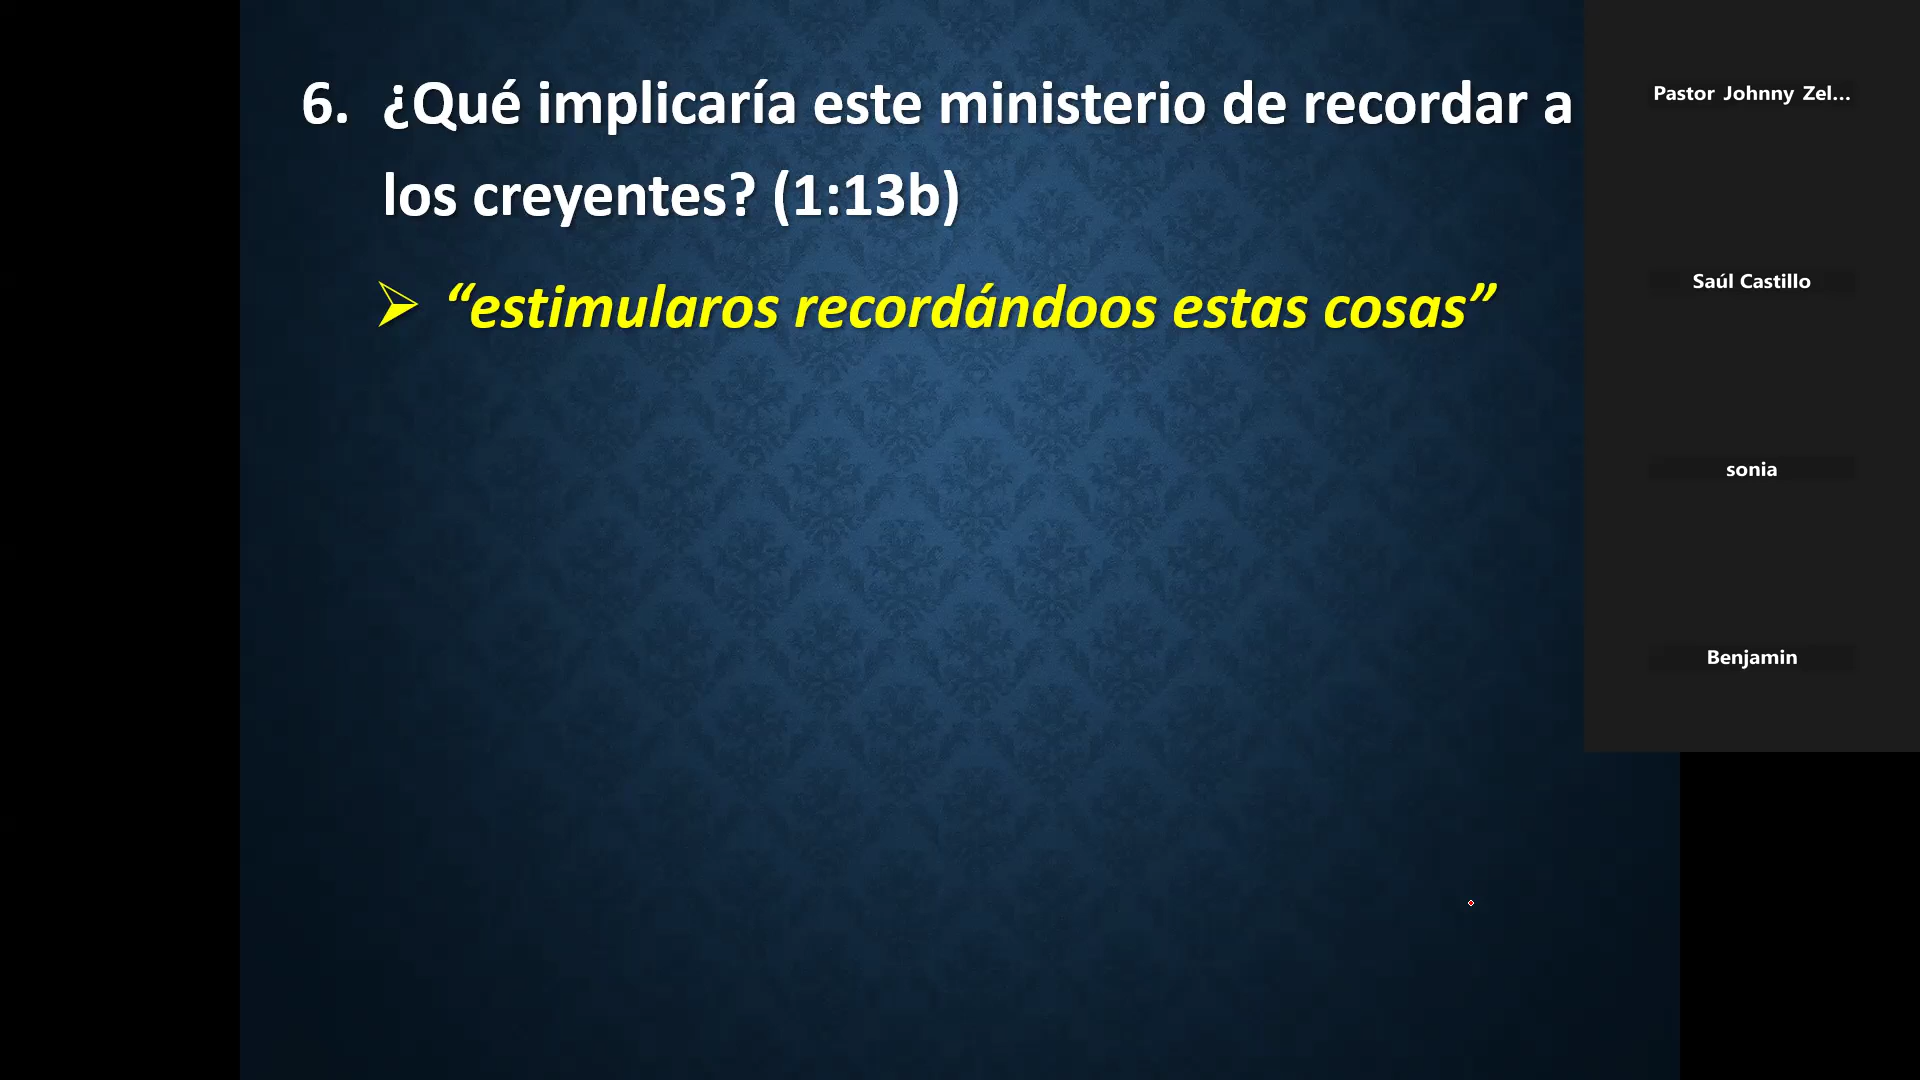 6. ¿Qué implicaría este ministerio de recordar a
los creyentes? (1:13b)
➢ “estimularos recordándoos estas cosas”
Pastor Johnny Zel...
Saúl Castillo
sonia
Benjamin